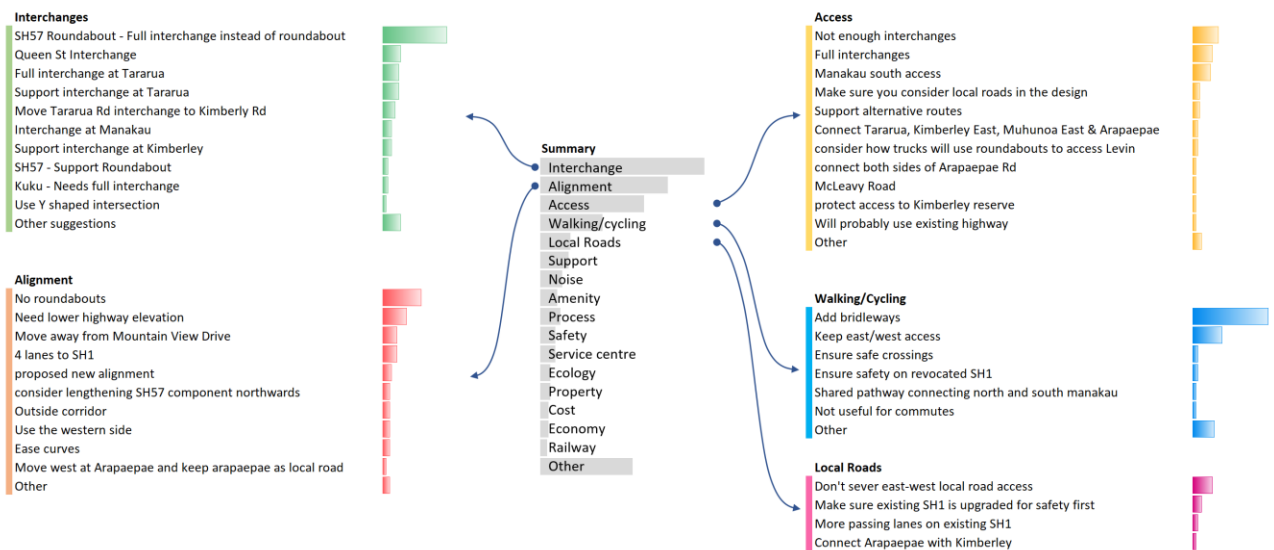 Interchanges
SH57 Roundabout - Full interchange instead of roundabout
Queen St Interchange
Full interchange at Tararua
Support interchange at Tararua
Move Tararua Rd interchange to Kimberly Rd
Interchange at Manakau
Support interchange at Kimberley
SH57 - Support Roundabout
Kuku - Needs full interchange
Use Y shaped intersection
Other suggestions
Alignment
No roundabouts
Need lower highway elevation
Move away from Mountain View Drive
4 lanes to SH1
proposed new alignment
consider lengthening SH57 component northwards
Outside corridor
Use the western side
Ease curves
Move west at Arapaepae and keep arapaepae as local road
Other
Summary
Interchange
Alignment
Access
Walking/cycling
Local Roads
Support
Noise
Amenity
Process
Safety
Service centre
Ecology
Property
Cost
Economy
Railway
Other
Access
Not enough interchanges
Full interchanges
Manakau south access
Make sure you consider local roads in the design
Support alternative routes
Connect Tararua, Kimberley East, Muhunoa East & Arapaepae
consider how trucks will use roundabouts to access Levin
connect both sides of Arapaepae Rd
McLeavy Road
protect access to Kimberley reserve
Will probably use existing highway
Other
Walking/Cycling
Add bridleways
Keep east/west access
Ensure safe crossings
Ensure safety on revocated SH1
Shared pathway connecting north and south manakau
Not useful for commutes
Other
Local Roads
Don't sever east-west local road access
Make sure existing SH1 is upgraded for safety first
More passing lanes on existing SH1
Connect Arapaepae with Kimberley